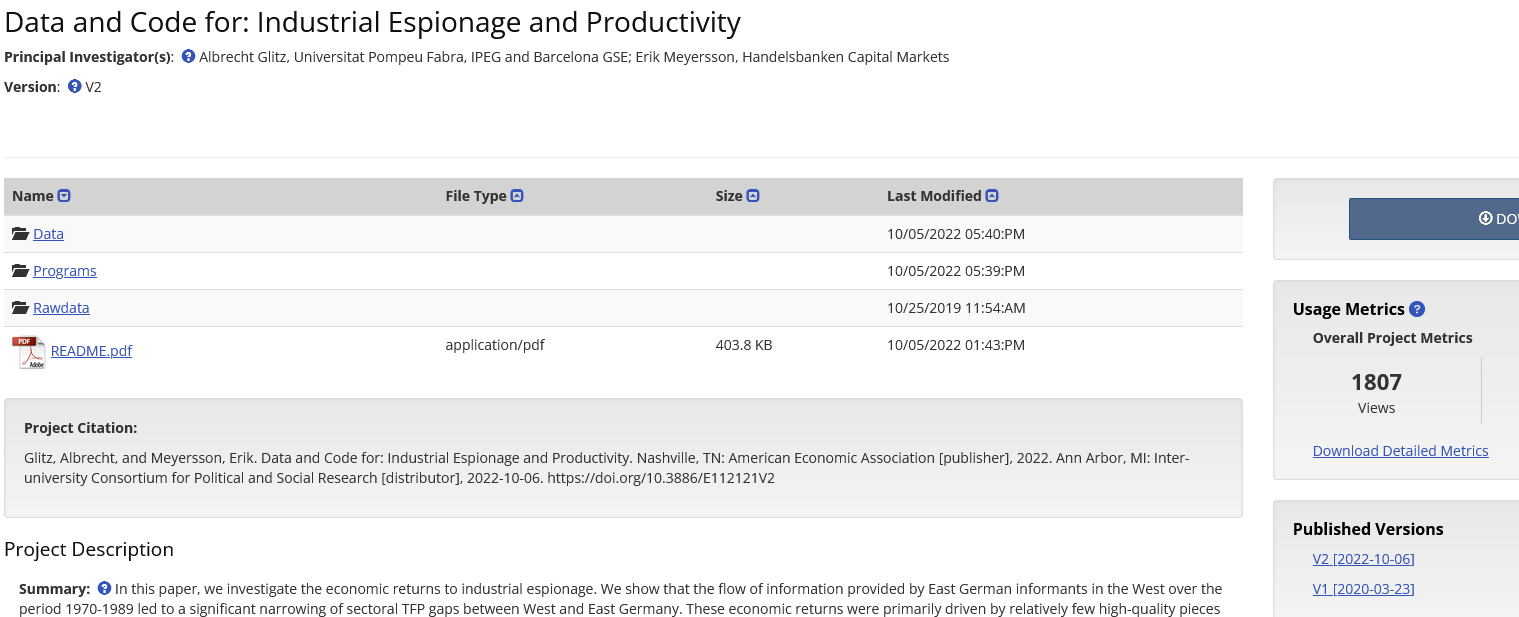 Data and Code for: Industrial Espionage and Productivity
Principal Investigator(s): Albrecht Glitz, Universitat Pompeu Fabra, IPEG and Barcelona GSE; Erik Meyersson, Handelsbanken Capital Markets
Version: V2
Name File Type Size Last Modified
Data 10/05/2022 05:40:PM
Programs 10/05/2022 05:39:PM
Rawdata 10/25/2019 11:54:AM
PDF Adobe README.pdf application/pdf 403.8 KB 10/05/2022 01:43:PM
Project Citation:
Glitz, Albrecht, and Meyersson, Erik. Data and Code for: Industrial Espionage and Productivity. Nashville, TN: American Economic Association [publisher], 2022. Ann Arbor, MI: Inter-
university Consortium for Political and Social Research [distributor], 2022-10-06. https://doi.org/10.3886/E112121V2
Project Description
Summary: In this paper, we investigate the economic returns to industrial espionage. We show that the flow of information provided by East German informants in the West over the
period 1970-1989 led to a significant narrowing of sectoral TFP gaps between West and East Germany. These economic returns were primarily driven by relatively few high-quality pieces
Usage Metrics
Overall Project Metrics
1807
Views
Download Detailed Metrics
Published Versions
V2 [2022-10-06]
V1 [2020-03-23]